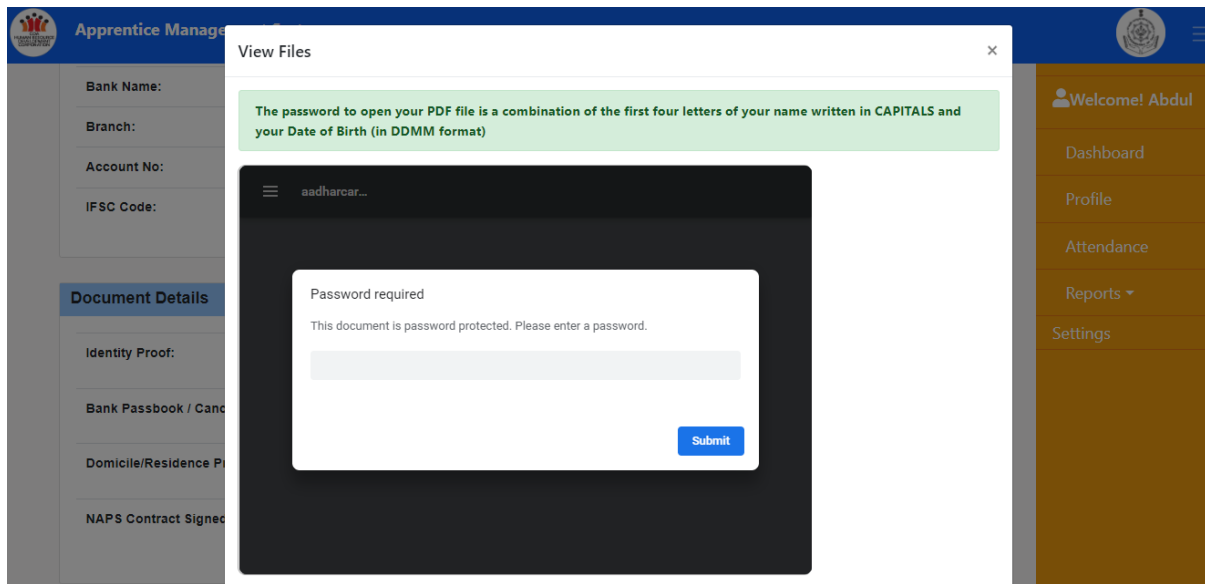 Apprentice Manage
View Files
×
Bank Name:
The password to open your PDF file is a combination of the first four letters of your name written in CAPITALS and
your Date of Birth (in DDMM format)
Branch:
Account No:
IFSC Code:
aadharcar...
Password required
This document is password protected. Please enter a password.
Submit
Document Details
Identity Proof:
Bank Passbook / Canc
Domicile/Residence Pr
NAPS Contract Signed
Welcome! Abdul
Dashboard
Profile
Attendance
Reports
Settings